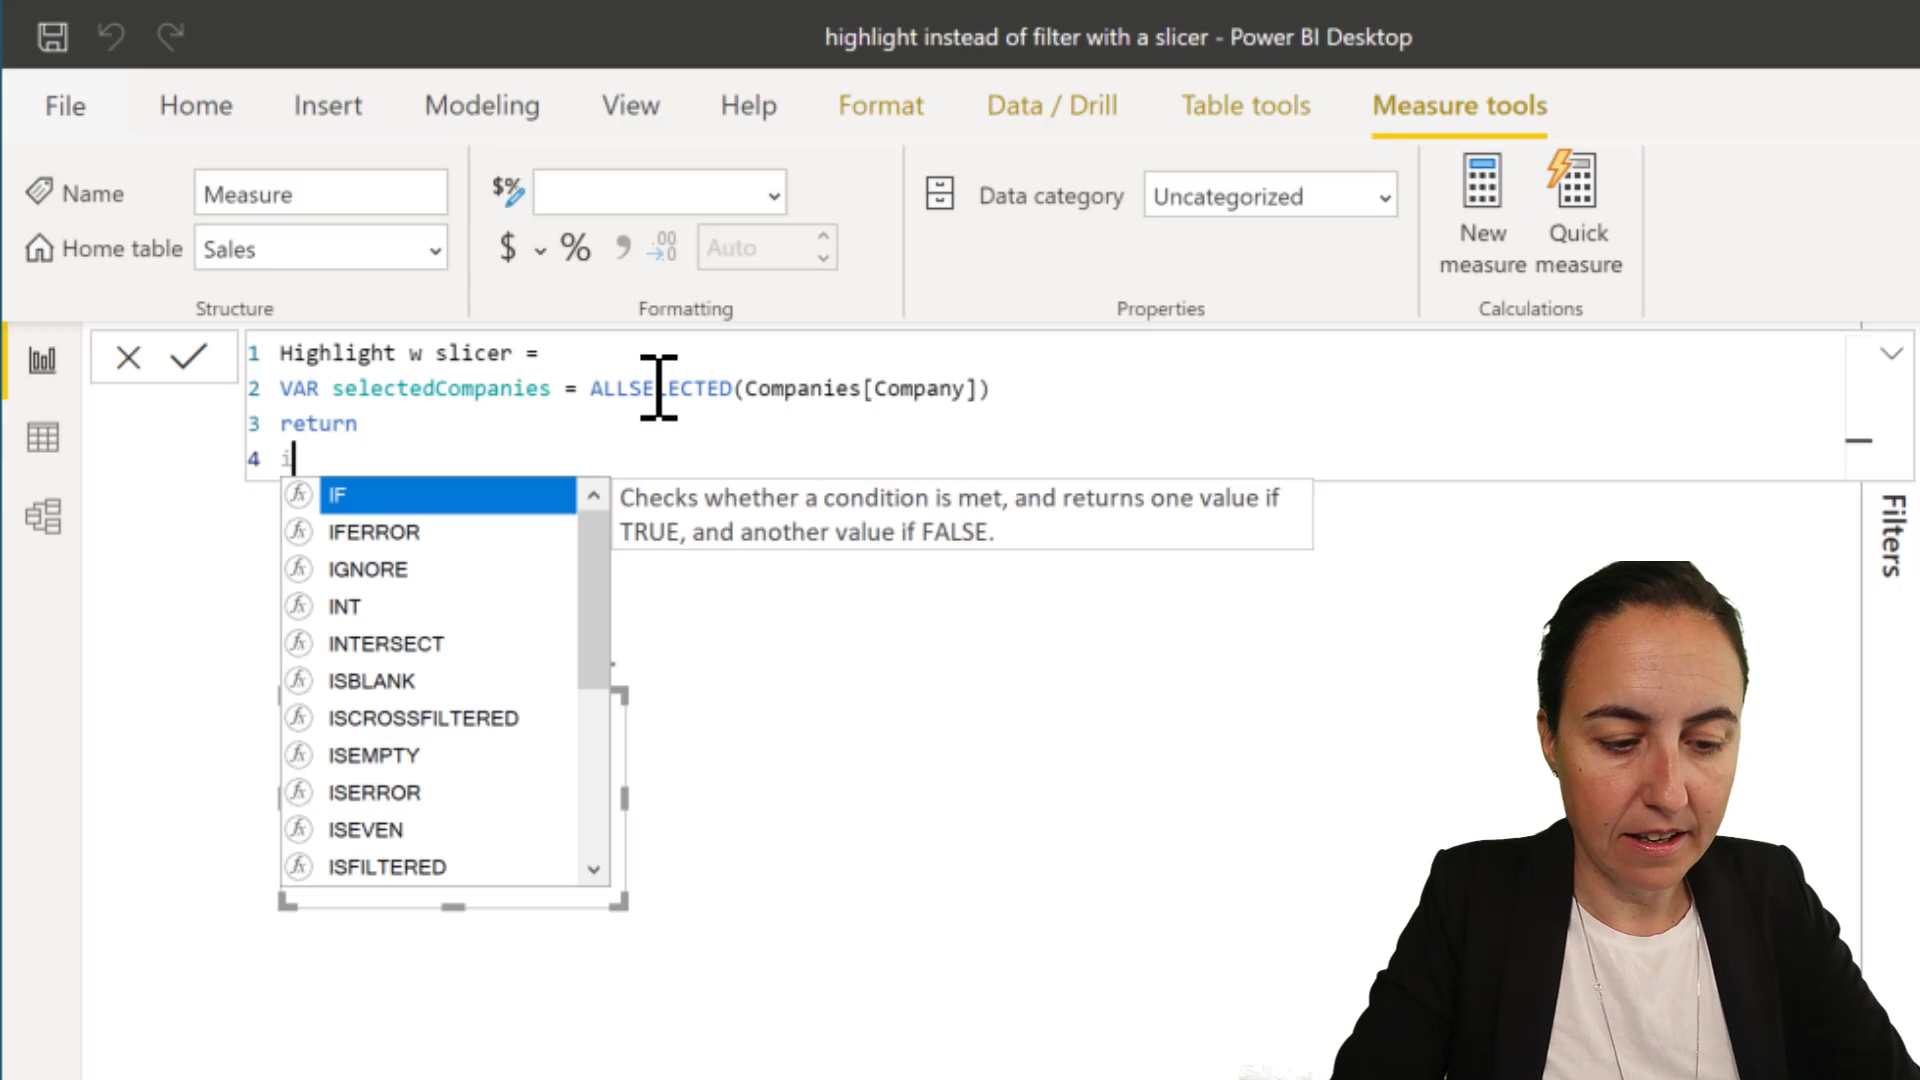 highlight instead of filter with a slicer - Power BI Desktop
File Home Insert Modeling View Help Format Data / Drill Table tools Measure tools
Name Measure
Home table Sales
Structure
$%
$ % 9 .00 →.0 Auto
Formatting
Data category Uncategorized
Properties
New measure
Quick measure
Calculations
1 Highlight w slicer =
2 VAR selectedCompanies = ALLSELECTED(Companies[Company])
3 return
4 i
IF
IFERROR
IGNORE
INT
INTERSECT
ISBLANK
ISCROSSFILTERED
ISEMPTY
ISERROR
ISEVEN
ISFILTERED
Checks whether a condition is met, and returns one value if
TRUE, and another value if FALSE.
Filters